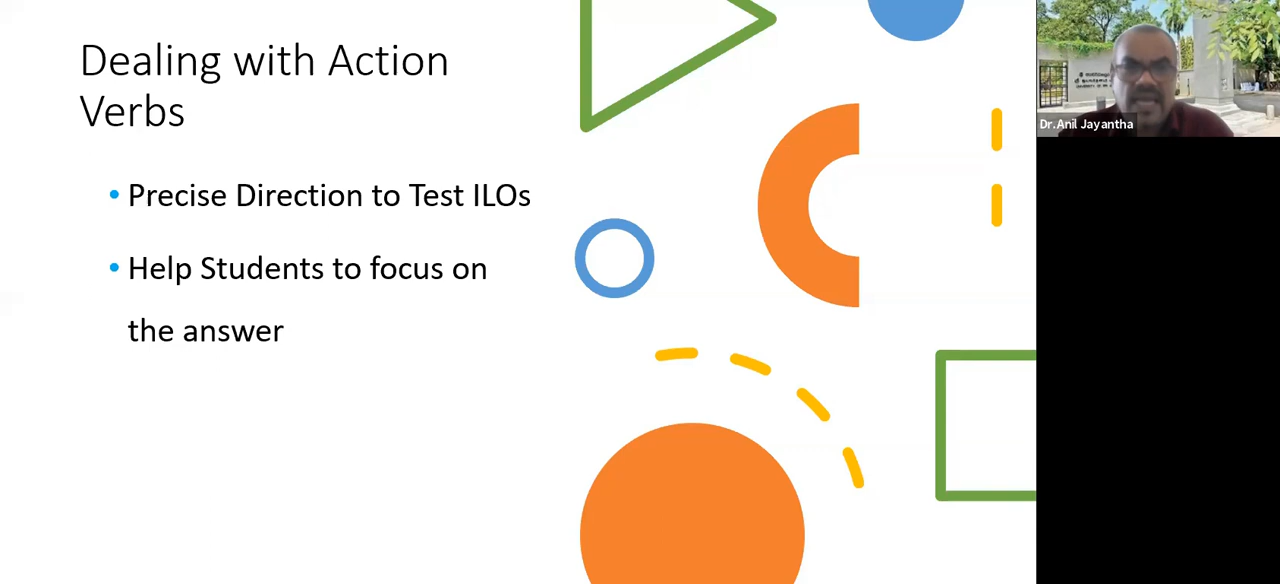 Dealing with Action
Verbs
• Precise Direction to Test ILOs
• Help Students to focus on
the answer
Dr.Anil Jayantha